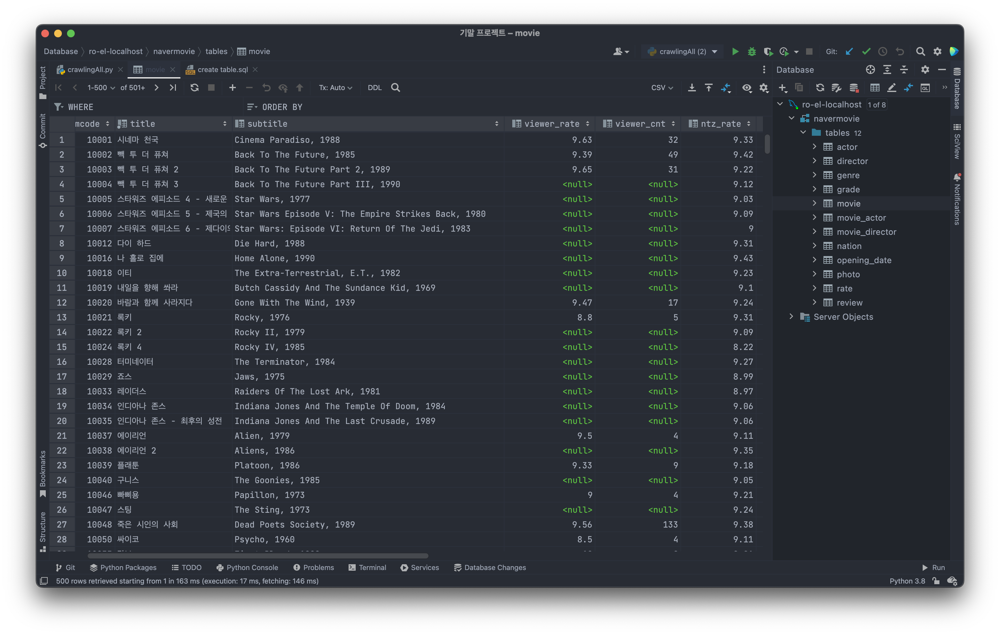 기말 프로젝트 – movie
Database ro-el-localhost navermovie tables movie crawlingAll (2) Git:
crawlingAll.py movie create table.sql Database
1-500 of 501+ Tx: Auto DDL CSV
WHERE ORDER BY
mcode title subtitle viewer_rate viewer_cnt ntz_rate
1 10001 시네마 천국 Cinema Paradiso, 1988 9.63 32 9.33
2 10002 빽 투 더 퓨쳐 Back To The Future, 1985 9.39 49 9.42
3 10003 빽 투 더 퓨쳐 2 Back To The Future Part 2, 1989 9.65 31 9.22
4 10004 빽 투 더 퓨쳐 3 Back To The Future Part III, 1990 <null> <null> 9.12
5 10005 스타워즈 에피소드 4 - 새로운 Star Wars, 1977 <null> <null> 9.03
6 10006 스타워즈 에피소드 5 - 제국의 Star Wars Episode V: The Empire Strikes Back, 1980 <null> <null> 9.09
7 10007 스타워즈 에피소드 6 - 제다이의 Star Wars: Episode VI: Return Of The Jedi, 1983 <null> <null> 9
8 10012 다이 하드 Die Hard, 1988 <null> <null> 9.31
9 10016 나 홀로 집에 Home Alone, 1990 <null> <null> 9.43
10 10018 이티 The Extra-Terrestrial, E.T., 1982 <null> <null> 9.23
11 10019 내일을 향해 쏴라 Butch Cassidy And The Sundance Kid, 1969 <null> <null> 9.1
12 10020 바람과 함께 사라지다 Gone With The Wind, 1939 9.47 17 9.24
13 10021 록키 Rocky, 1976 8.8 5 9.31
14 10022 록키 2 Rocky II, 1979 <null> <null> 9.09
15 10024 록키 4 Rocky IV, 1985 <null> <null> 8.22
16 10028 터미네이터 The Terminator, 1984 <null> <null> 9.27
17 10029 죠스 Jaws, 1975 <null> <null> 8.99
18 10033 레이더스 Raiders Of The Lost Ark, 1981 <null> <null> 8.97
19 10034 인디아나 존스 Indiana Jones And The Temple Of Doom, 1984 <null> <null> 9.06
20 10035 인디아나 존스 - 최후의 성전 Indiana Jones And The Last Crusade, 1989 <null> <null> 9.06
21 10037 에이리언 Alien, 1979 9.5 4 9.11
22 10038 에이리언 2 Aliens, 1986 <null> <null> 9.35
23 10039 플래툰 Platoon, 1986 9.33 9 9.18
24 10040 구니스 The Goonies, 1985 <null> <null> 9.05
25 10046 빠삐용 Papillon, 1973 9 4 9.21
26 10047 스팅 The Sting, 1973 <null> <null> 9.24
27 10048 죽은 시인의 사회 Dead Poets Society, 1989 9.56 133 9.38
28 10050 싸이코 Psycho, 1960 8.5 4 9.11
ro-el-localhost 1 of 8
navermovie
tables 12
actor
director
genre
grade
movie
movie_actor
movie_director
nation
opening_date
photo
rate
review
Server Objects
Project
Commit
Bookmarks
Structure
Database
SciView
Notifications
QL
SQL
Git Python Packages TODO Python Console Problems Terminal Services Database Changes Run
500 rows retrieved starting from 1 in 163 ms (execution: 17 ms, fetching: 146 ms) Python 3.8